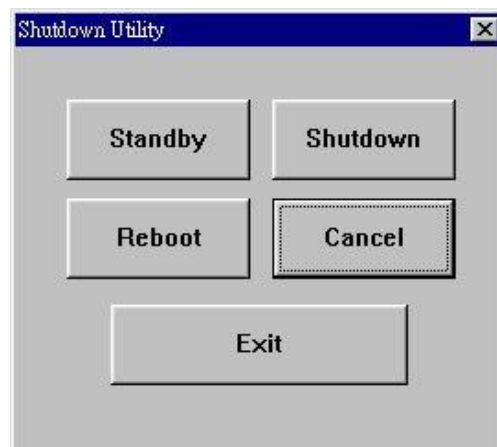 Shutdown Utility
Standby
Shutdown
Reboot
Cancel
Exit